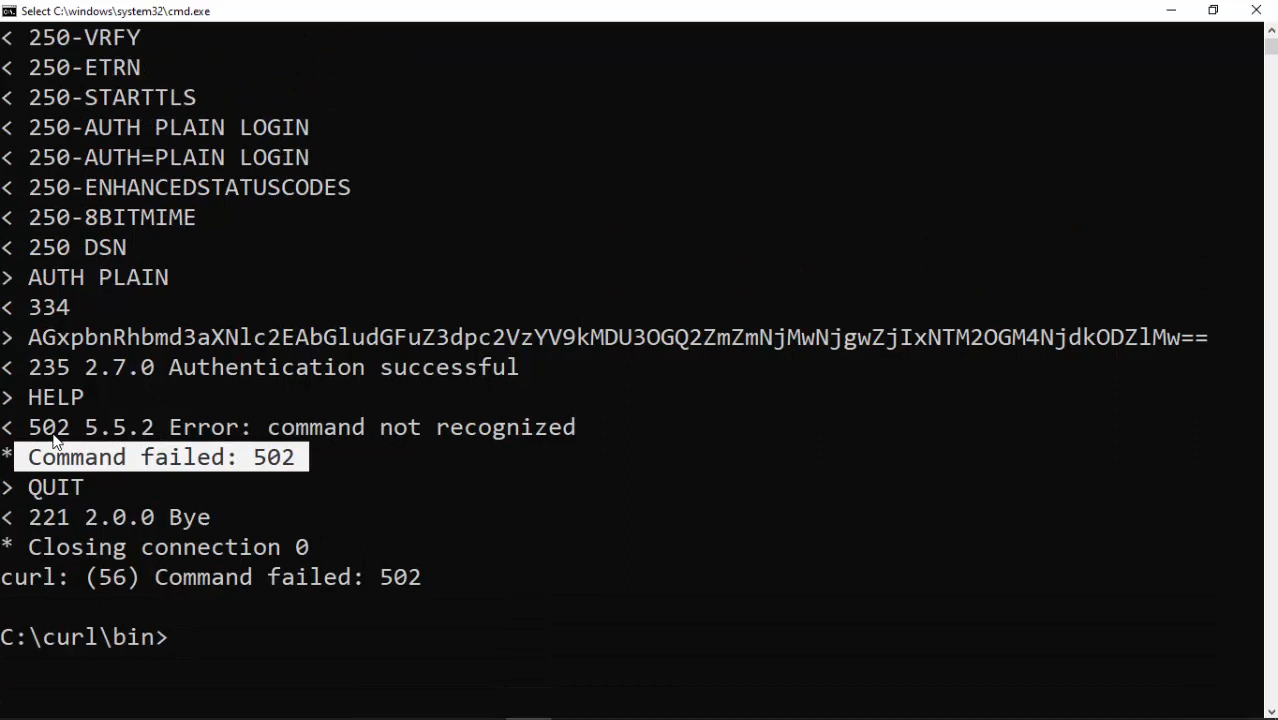 Select C:\windows\system32\cmd.exe
< 250-VRFY
< 250-ETRN
< 250-STARTTLS
< 250-AUTH PLAIN LOGIN
< 250-AUTH=PLAIN LOGIN
< 250-ENHANCEDSTATUSCODES
< 250-8BITMIME
< 250 DSN
> AUTH PLAIN
< 334
> AGxpbnRhbmd3aXNlc2EAbGludGFuZ3dpc2VzYV9kMDU3OGQ2ZmZmNjMwNjgwZjIxNTM2OGM4NjdkODZlMw==
< 235 2.7.0 Authentication successful
> HELP
< 502 5.5.2 Error: command not recognized
* Command failed: 502
> QUIT
< 221 2.0.0 Bye
* Closing connection 0
curl: (56) Command failed: 502
C:\curl\bin>